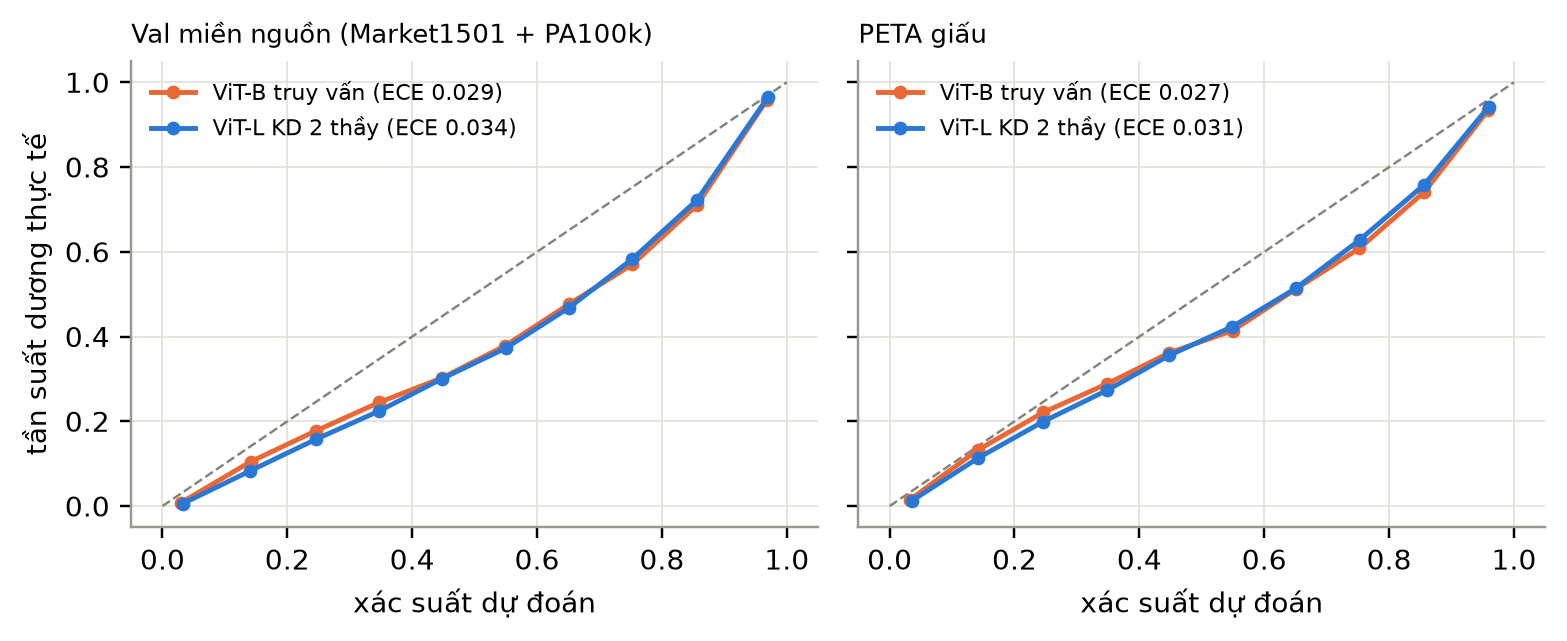 Val miền nguồn (Market1501 + PA100k)
ViT-B truy vấn (ECE 0.029)
ViT-L KD 2 thầy (ECE 0.034)
tần suất dương thực tế
1.0
0.8
0.6
0.4
0.2
0.0
0.0 0.2 0.4 0.6 0.8 1.0
xác suất dự đoán
PETA giấu
ViT-B truy vấn (ECE 0.027)
ViT-L KD 2 thầy (ECE 0.031)
0.0 0.2 0.4 0.6 0.8 1.0
xác suất dự đoán